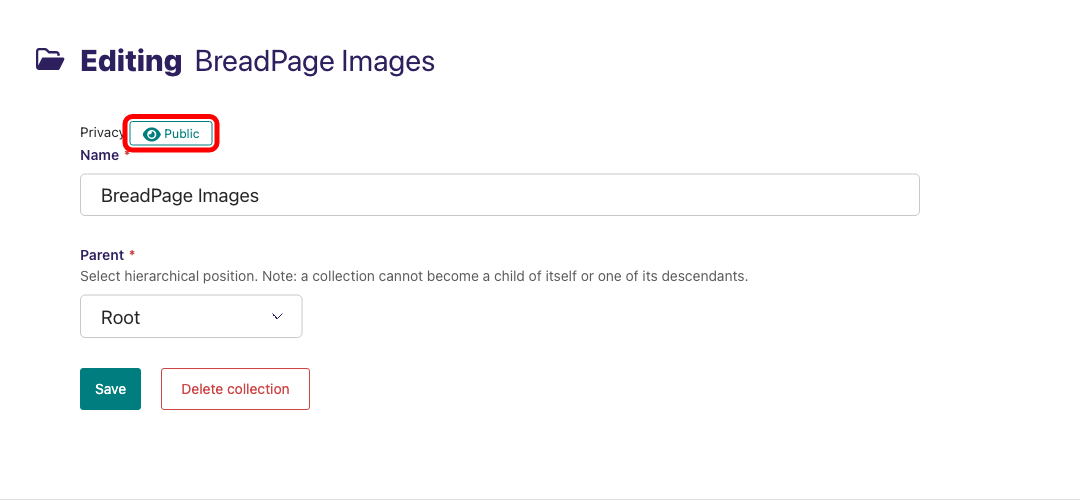 Editing BreadPage Images
Privacy Public
Name *
BreadPage Images
Parent *
Select hierarchical position. Note: a collection cannot become a child of itself or one of its descendants.
Root
Save Delete collection